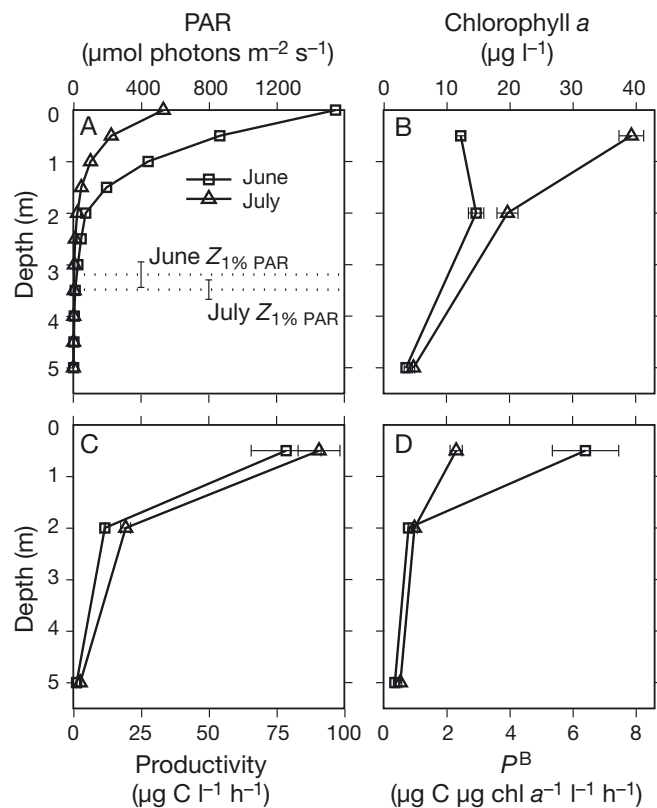 PAR
(µmol photons m–2 s–1)
Chlorophyll a
(µg l–1)
0 400 800 1200
0 10 20 30 40
A
B
June
July
June Z1% PAR
July Z1% PAR
0
1
2
3
4
5
Depth (m)
C
D
0
1
2
3
4
5
Depth (m)
0 25 50 75 100
0 2 4 6 8
Productivity
(µg C l–1 h–1)
PB
(µg C µg chl a–1 l–1 h–1)